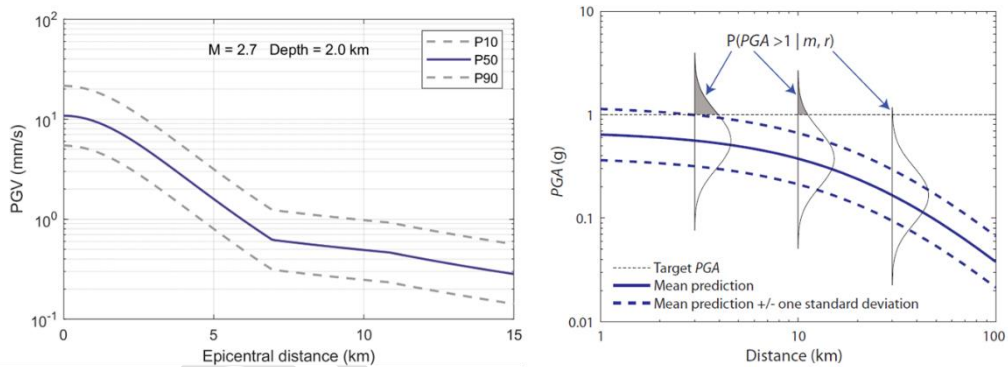 10²
10¹
10⁰
10⁻¹
PGV (mm/s)
M = 2.7 Depth = 2.0 km
P10
P50
P90
0
5
10
15
Epicentral distance (km)
10
1
0.1
0.01
PGA (g)
P(PGA >1 | m, r)
Target PGA
Mean prediction
Mean prediction +/- one standard deviation
1
10
100
Distance (km)